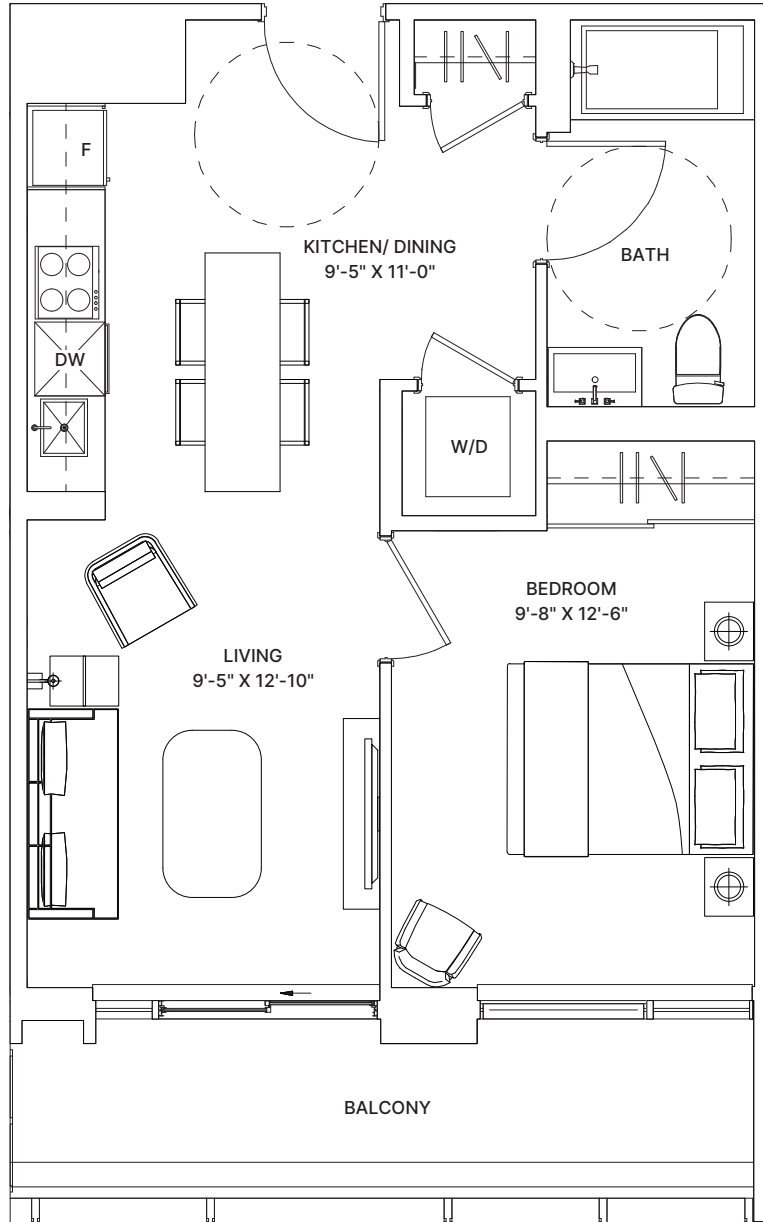 F
KITCHEN/ DINING
9'-5" X 11'-0"
BATH
DW
W/D
BEDROOM
9'-8" X 12'-6"
LIVING
9'-5" X 12'-10"
BALCONY